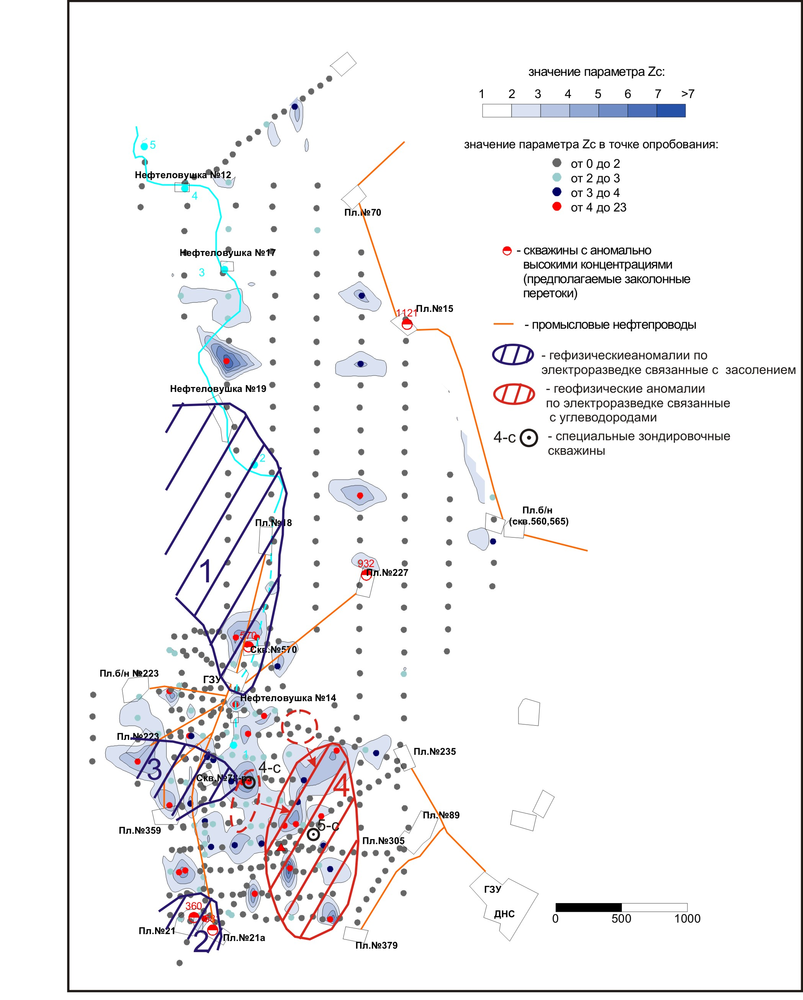 значение параметра Zc:
1 2 3 4 5 6 7 >7
значение параметра Zc в точке опробования:
от 0 до 2
от 2 до 3
от 3 до 4
от 4 до 23
- скважины с аномально
высокими концентрациями
(предполагаемые заколонные
перетоки)
- промысловые нефтепроводы
- гефизическиеаномалии по
электроразведке связанные с засолением
- геофизические аномалии
по электроразведке связанные
с углеводородами
4-с
- специальные зондировочные
скважины
5
Нефтеловушка №12
4
Пл.№70
Нефтеловушка №17
3
1121
Пл.№15
Нефтеловушка №19
2
Пл.б/н
(скв.560,565)
Пл.№18
1
932
Пл.№227
570
Скв.№570
Пл.б/н №223
ГЗУ
Нефтеловушка №14
Пл.№223
1
Пл.№235
3
4-с
Скв.№78-рз
4
Пл.№89
Пл.№359
5-с
Пл.№305
ГЗУ
360
ДНС
0 500 1000
Пл.№21
2
Пл.№21а
Пл.№379